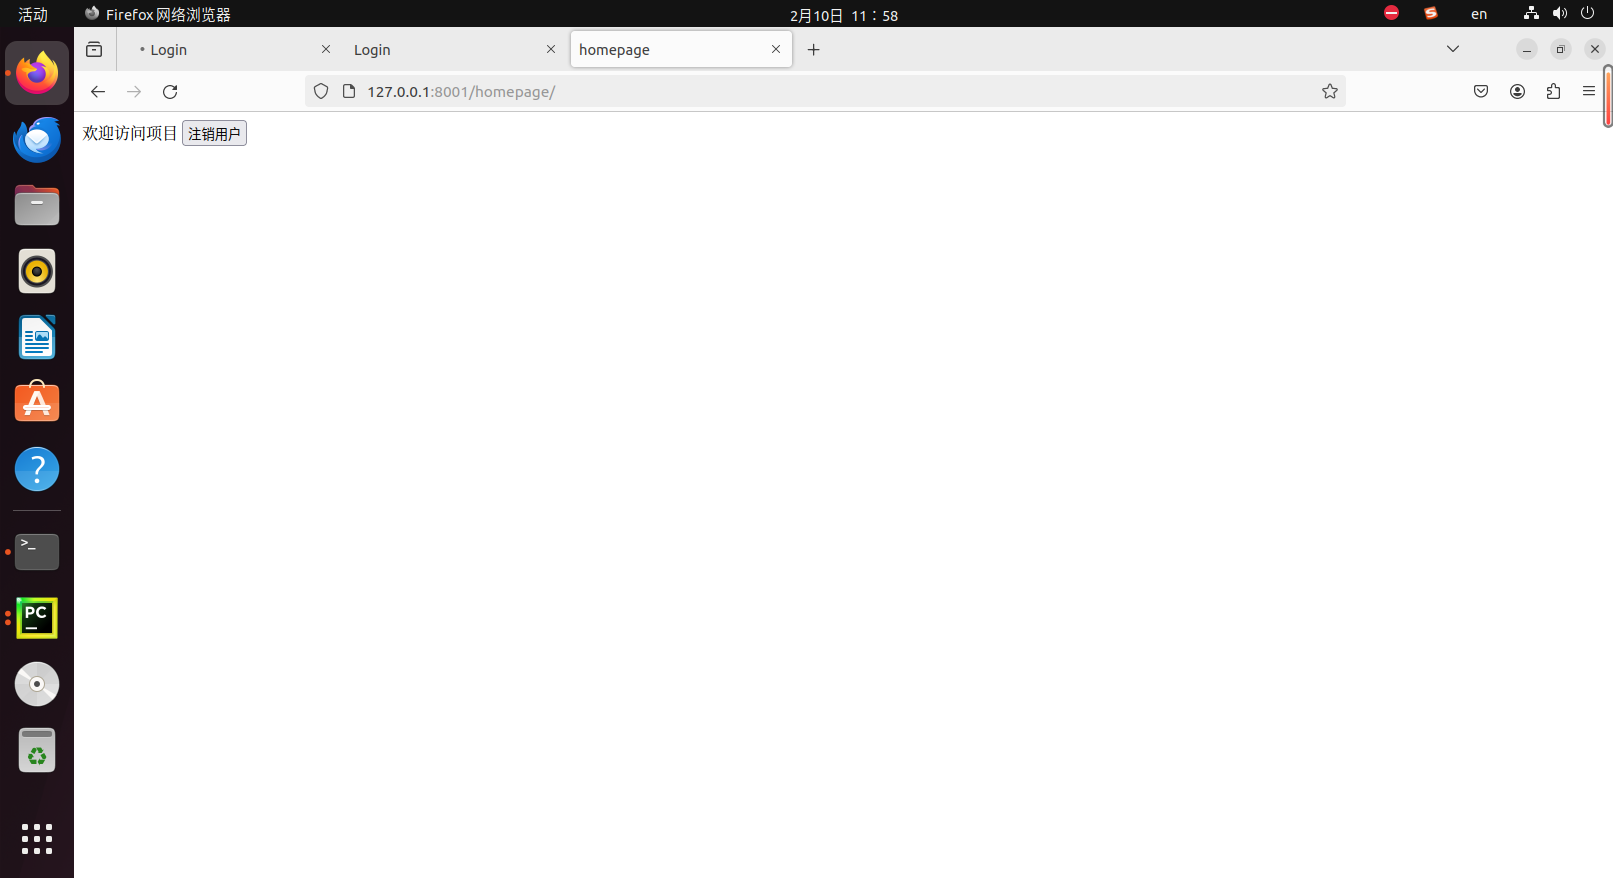 活动
Firefox 网络浏览器
2月10日 11：58
en
Login
Login
homepage
127.0.0.1:8001/homepage/
欢迎访问项目 注销用户
>_
PC